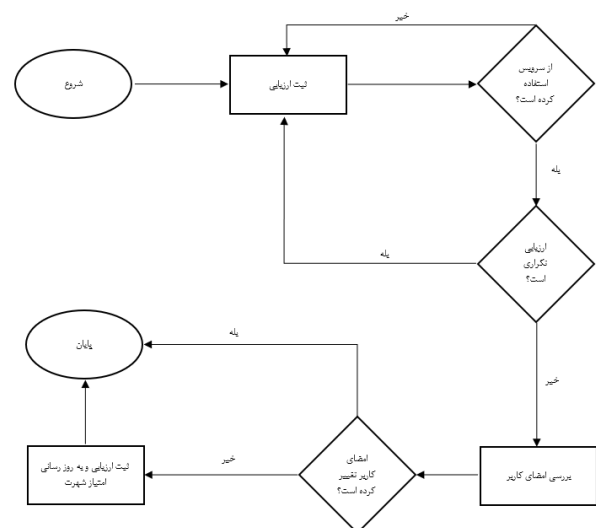 خیر
شروع
ثبت ارزیابی
از سرویس
استفاده
کرده است؟
بله
ارزیابی
تکراری
است؟
بله
خیر
بررسی امضای کاربر
امضای
کاربر تغییر
کرده است؟
بله
خیر
ثبت ارزیابی و به روز رسانی
امتیاز شهرت
پایان